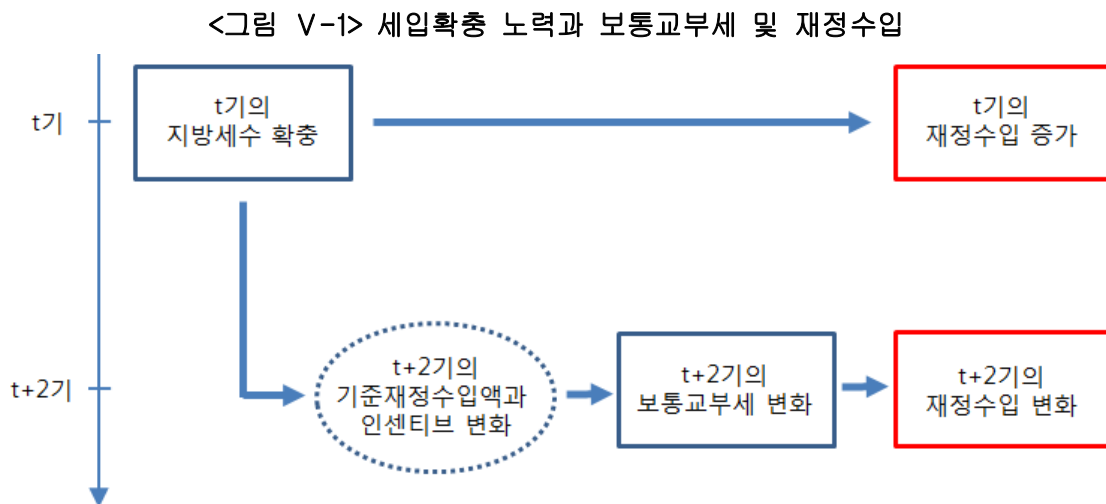 <그림 Ⅴ-1> 세입확충 노력과 보통교부세 및 재정수입
t기
t기의
지방세수 확충
t기의
재정수입 증가
t+2기
t+2기의
기준재정수입액과
인센티브 변화
t+2기의
보통교부세 변화
t+2기의
재정수입 변화